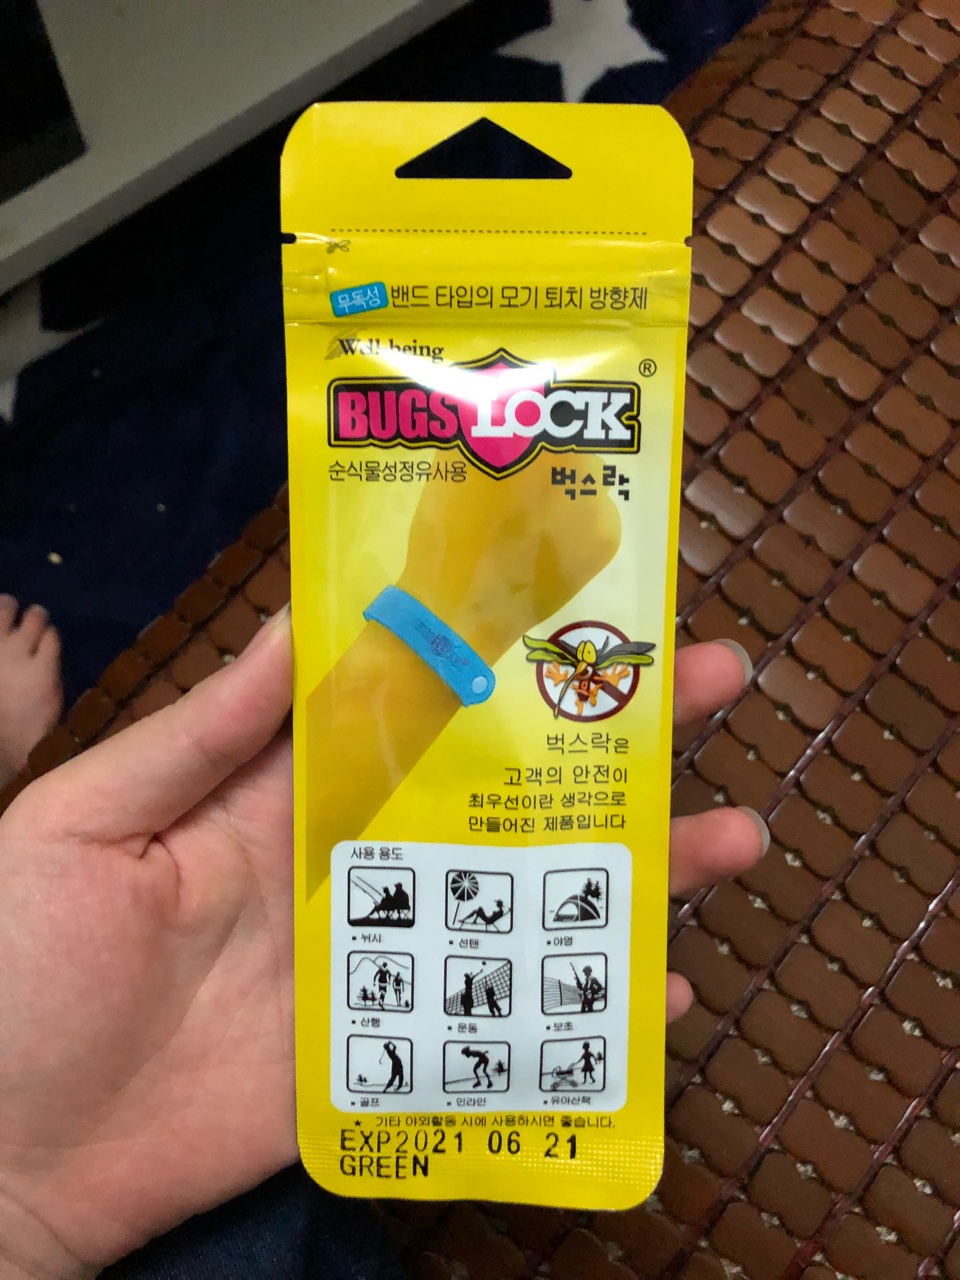 무독성 밴드 타입의 모기 퇴치 방향제
Well-being
®
BUGS LOCK
순식물성정유사용
벅스락
벅스락은
고객의 안전이
최우선이란 생각으로
만들어진 제품입니다
사용 용도
▪ 낚시 ▪ 선탠 ▪ 야영
▪ 산행 ▪ 운동 ▪ 보초
▪ 골프 ▪ 인라인 ▪ 유아산책
★ 기타 야외활동 시에 사용하시면 좋습니다.
EXP2021 06 21
GREEN